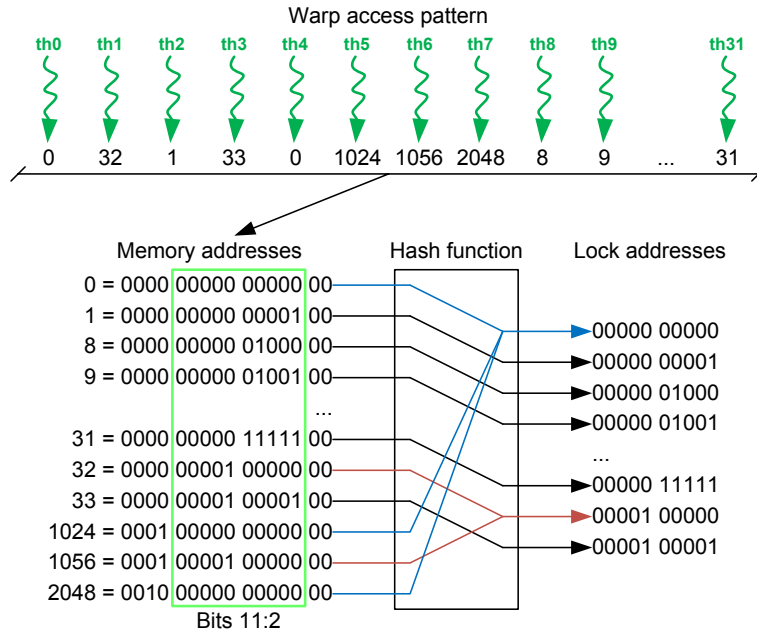 Warp access pattern
th0 th1 th2 th3 th4 th5 th6 th7 th8 th9 th31
0 32 1 33 0 1024 1056 2048 8 9 ... 31
Memory addresses Hash function Lock addresses
0 = 0000 00000 00000 00
1 = 0000 00000 00001 00
8 = 0000 00000 01000 00
9 = 0000 00000 01001 00
...
31 = 0000 00000 11111 00
32 = 0000 00001 00000 00
33 = 0000 00001 00001 00
1024 = 0001 00000 00000 00
1056 = 0001 00001 00000 00
2048 = 0010 00000 00000 00
Bits 11:2
00000 00000
00000 00001
00000 01000
00000 01001
...
00000 11111
00001 00000
00001 00001